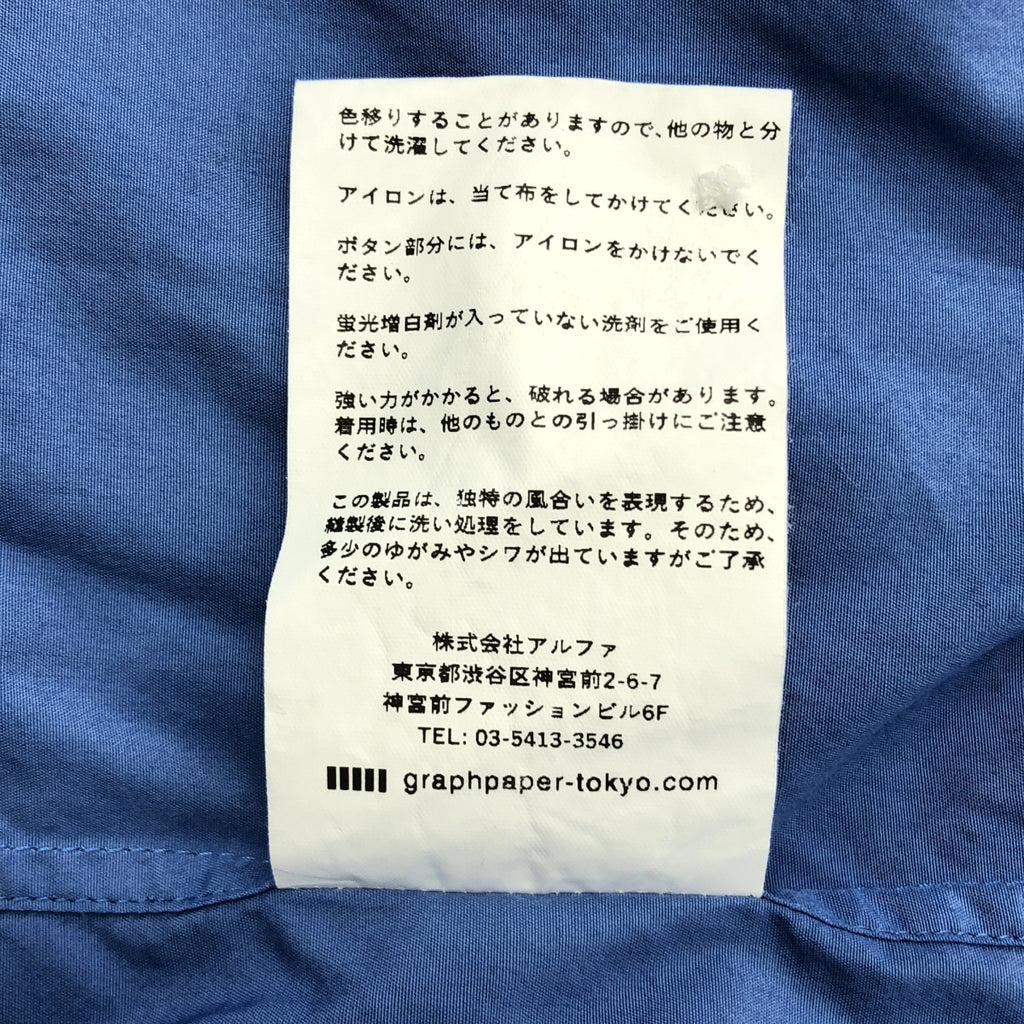 色移りすることがありますので、他の物と分
けて洗濯してください。
アイロンは、当て布をしてかけてください。
ボタン部分には、アイロンをかけないでく
ださい。
蛍光増白剤が入っていない洗剤をご使用く
ださい。
強い力がかかると、破れる場合があります。
着用時は、他のものとの引っ掛けにご注意
ください。
この製品は、独特の風合いを表現するため、
縫製後に洗い処理をしています。そのため、
多少のゆがみやシワが出ていますがご了承
ください。
株式会社アルファ
東京都渋谷区神宮前2-6-7
神宮前ファッションビル6F
TEL: 03-5413-3546
graphpaper-tokyo.com